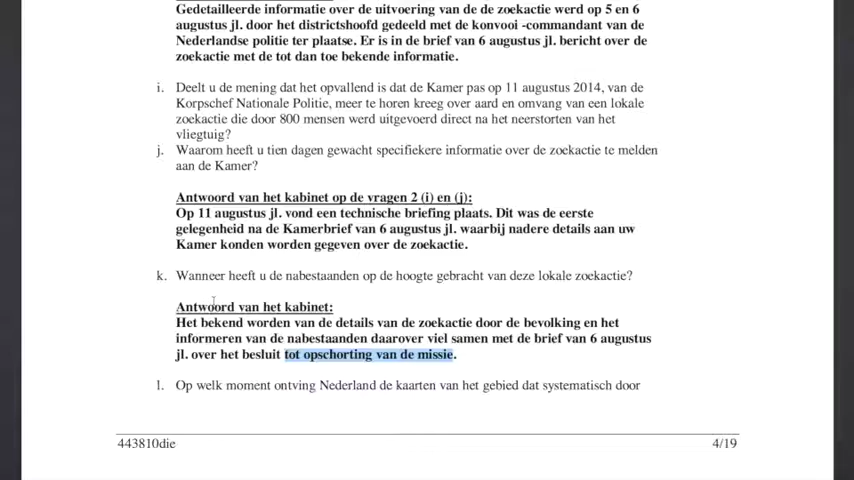 Gedetailleerde informatie over de uitvoering van de de zoekactie werd op 5 en 6
augustus jl. door het districtshoofd gedeeld met de konvooi -commandant van de
Nederlandse politie ter plaatse. Er is in de brief van 6 augustus jl. bericht over de
zoekactie met de tot dan toe bekende informatie.
i. Deelt u de mening dat het opvallend is dat de Kamer pas op 11 augustus 2014, van de
Korpschef Nationale Politie, meer te horen kreeg over aard en omvang van een lokale
zoekactie die door 800 mensen werd uitgevoerd direct na het neerstorten van het
vliegtuig?
j. Waarom heeft u tien dagen gewacht specifiekere informatie over de zoekactie te melden
aan de Kamer?
Antwoord van het kabinet op de vragen 2 (i) en (j):
Op 11 augustus jl. vond een technische briefing plaats. Dit was de eerste
gelegenheid na de Kamerbrief van 6 augustus jl. waarbij nadere details aan uw
Kamer konden worden gegeven over de zoekactie.
k. Wanneer heeft u de nabestaanden op de hoogte gebracht van deze lokale zoekactie?
Antwoord van het kabinet:
Het bekend worden van de details van de zoekactie door de bevolking en het
informeren van de nabestaanden daarover viel samen met de brief van 6 augustus
jl. over het besluit tot opschorting van de missie.
l. Op welk moment ontving Nederland de kaarten van het gebied dat systematisch door
443810die 4/19